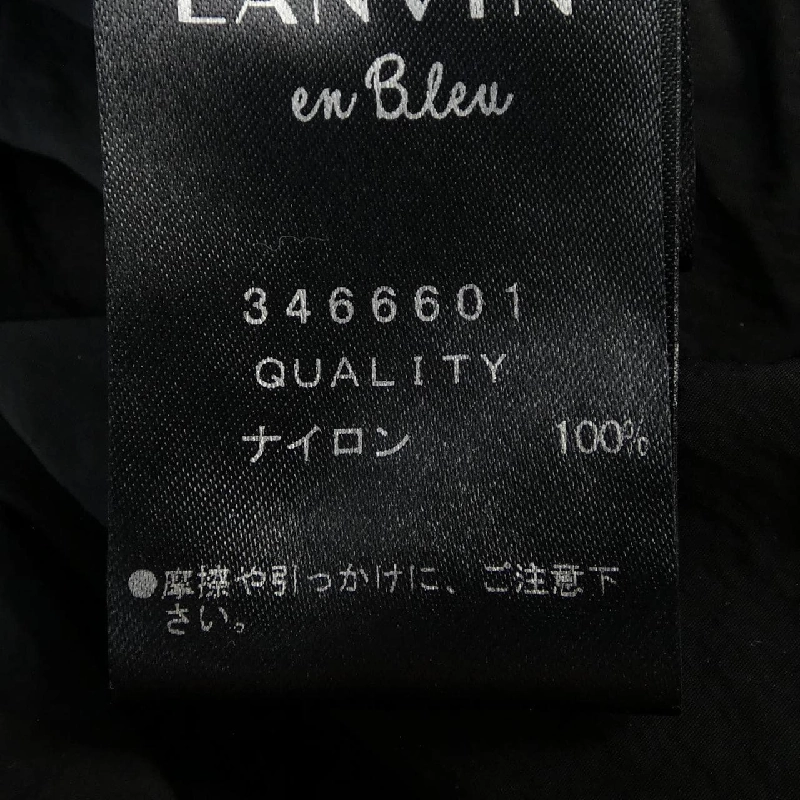 LANVIN
en Bleu
3466601
QUALITY
ナイロン 100%
●摩擦や引っかけに、ご注意下
さい。